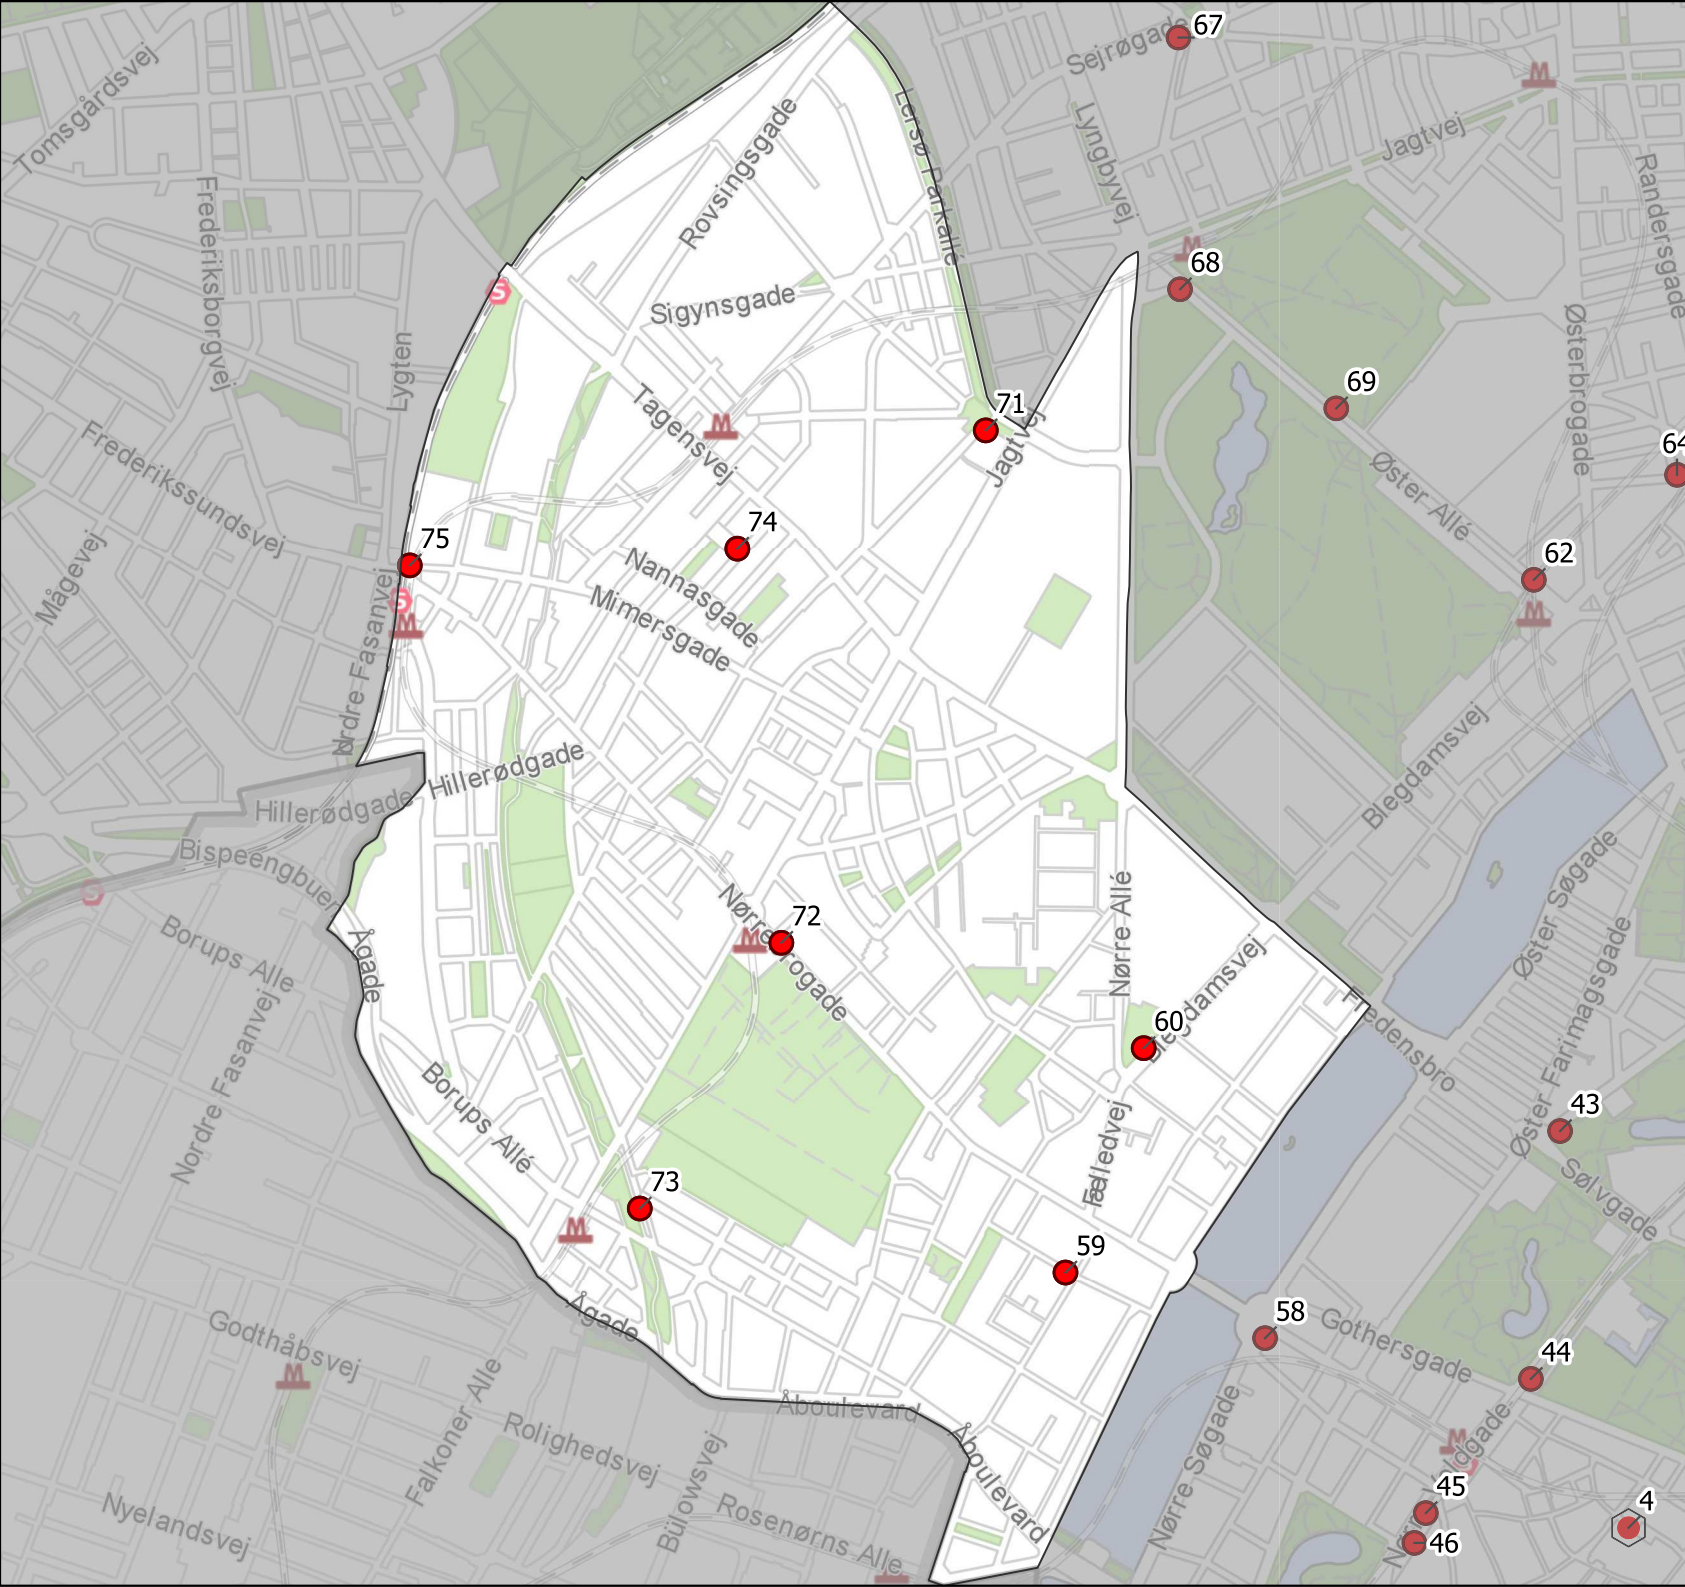 67
Sejrøgade
Tomsgårdsvej
Rovsingsgade
Lersø Parkallé
Lyngbyvej
M
Jagtvej
Randersgade
Frederiksborgvej
M
68
S
Sigynsgade
Lygten
Østerbrogade
69
Tagensvej
M
71
Jagtvej
64
Frederikssundsvej
Øster Allé
75
74
62
Mågevej
Nannasgade
Mimersgade
S
M
M
Nordre Fasanvej
Blegdamsvej
Hillerødgade
Hillerødgade
Bispeengbuen
S
Øster Søgade
Nørre Allé
Nørrebrogade
72
M
Borups Alle
Ågade
Blegdamsvej
Øster Farimagsgade
60
Fredensbro
Nordre Fasanvej
Borups Allé
43
Fælledvej
Sølvgade
73
M
59
Ågade
58
Gothersgade
Godthåbsvej
M
44
Falkoner Alle
Åboulevard
Nørre Søgade
Rolighedsvej
Bülowsvej
Åboulevard
M
45
46
4
Nyelandsvej
Rosenørns Alle